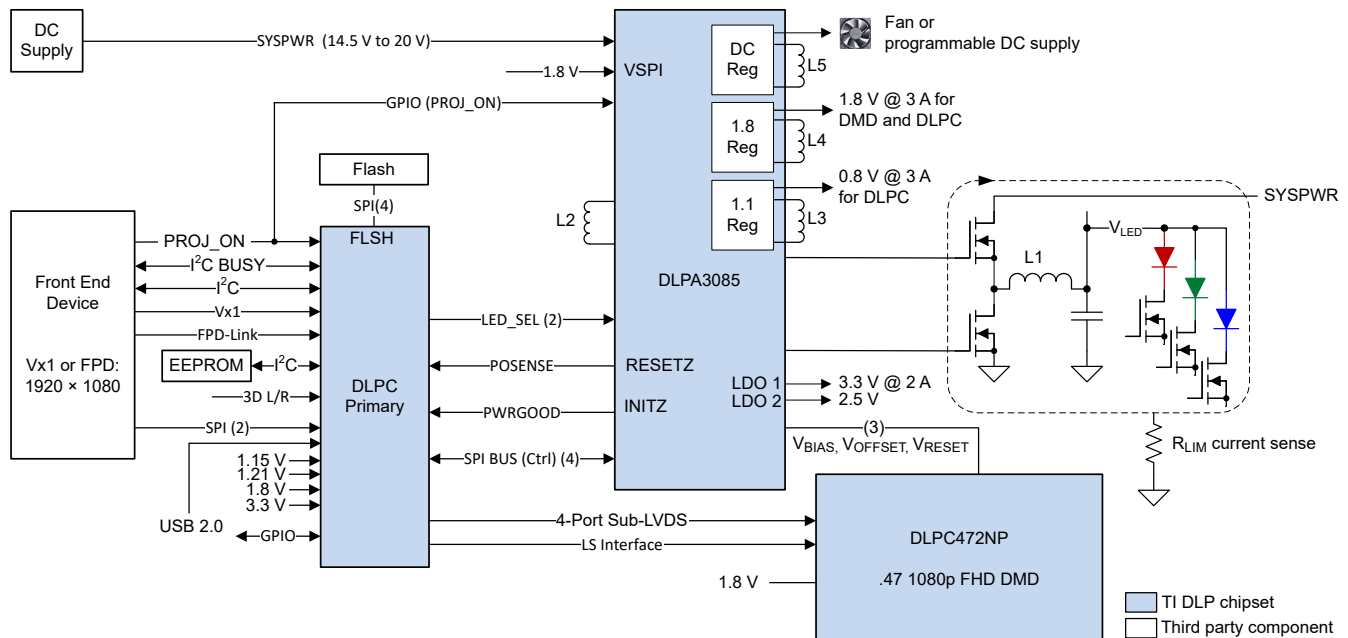 DC
Supply
SYSPWR (14.5 V to 20 V)
1.8 V
VSPI
GPIO (PROJ_ON)
DC
Reg
L5
Fan or
programmable DC supply
1.8
Reg
L4
1.8 V @ 3 A for
DMD and DLPC
1.1
Reg
L3
0.8 V @ 3 A
for DLPC
L2
DLPA3085
Flash
SPI(4)
FLSH
Front End
Device
Vx1 or FPD:
1920 × 1080
PROJ_ON
I2C BUSY
I2C
Vx1
FPD-Link
EEPROM
I2C
3D L/R
SPI (2)
1.15 V
1.21 V
1.8 V
3.3 V
USB 2.0
GPIO
DLPC
Primary
LED_SEL (2)
POSENSE
RESETZ
PWRGOOD
INITZ
SPI BUS (Ctrl) (4)
LDO 1
3.3 V @ 2 A
LDO 2
2.5 V
(3)
VBIAS, VOFFSET, VRESET
SYSPWR
VLED
L1
RLIM current sense
4-Port Sub-LVDS
LS Interface
1.8 V
DLPC472NP
.47 1080p FHD DMD
TI DLP chipset
Third party component